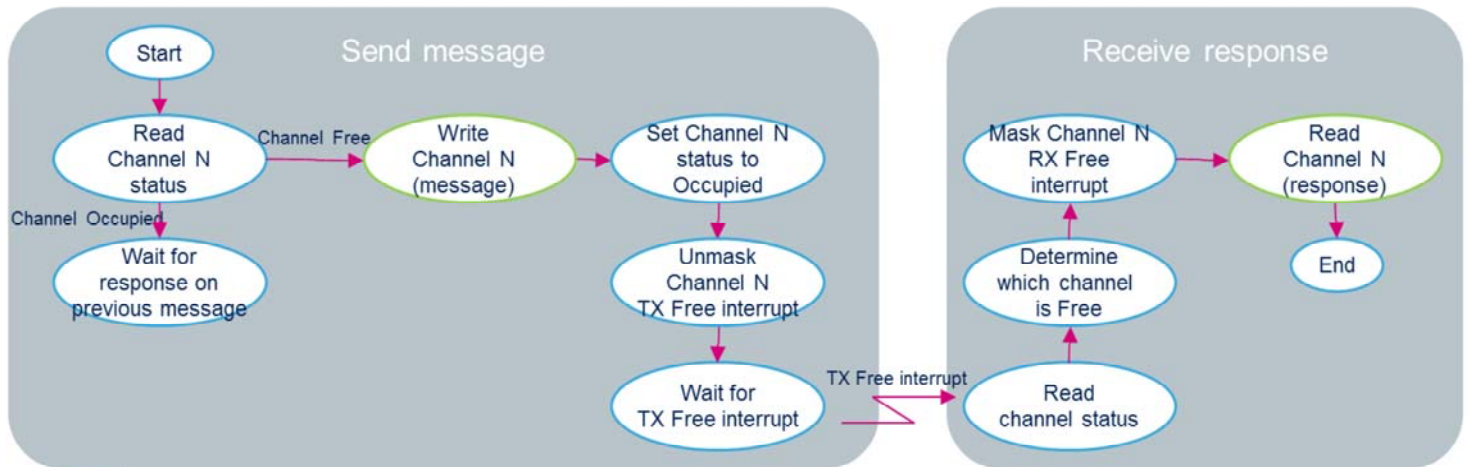 Send message
Start
Read
Channel N
status
Channel Free
Write
Channel N
(message)
Set Channel N
status to
Occupied
Channel Occupied
Wait for
response on
previous message
Unmask
Channel N
TX Free interrupt
Wait for
TX Free interrupt
TX Free interrupt
Receive response
Mask Channel N
RX Free
interrupt
Read
Channel N
(response)
Determine
which channel
is Free
End
Read
channel status